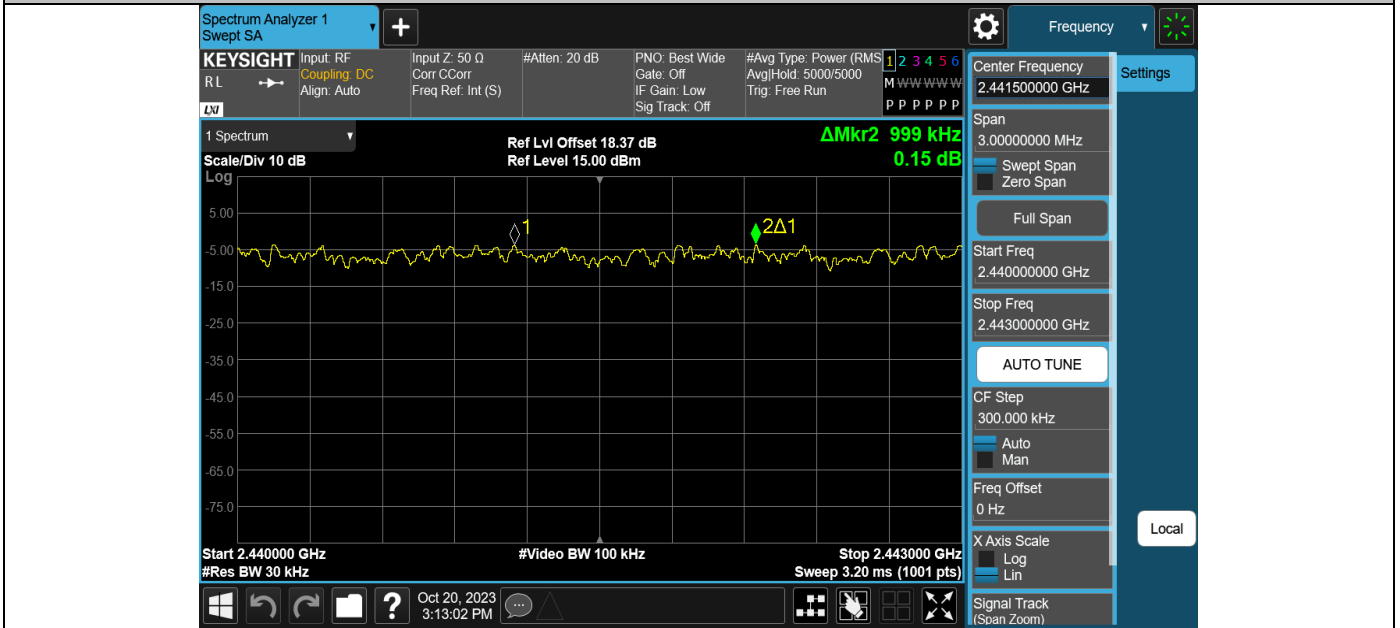 Spectrum Analyzer 1
Swept SA
+
Frequency
KEYSIGHT
R L
LXI
Input: RF
Coupling: DC
Align: Auto
Input Z: 50 Ω
Corr CCorr
Freq Ref: Int (S)
#Atten: 20 dB
PNO: Best Wide
Gate: Off
IF Gain: Low
Sig Track: Off
#Avg Type: Power (RMS
Avg|Hold: 5000/5000
Trig: Free Run
1 2 3 4 5 6
M W W W W W
P P P P P P
1 Spectrum
Scale/Div 10 dB
Log
Ref Lvl Offset 18.37 dB
Ref Level 15.00 dBm
ΔMkr2 999 kHz
0.15 dB
1
2Δ1
5.00
-5.00
-15.0
-25.0
-35.0
-45.0
-55.0
-65.0
-75.0
Start 2.440000 GHz
#Res BW 30 kHz
#Video BW 100 kHz
Stop 2.443000 GHz
Sweep 3.20 ms (1001 pts)
Center Frequency
2.441500000 GHz
Settings
Span
3.00000000 MHz
Swept Span
Zero Span
Full Span
Start Freq
2.440000000 GHz
Stop Freq
2.443000000 GHz
AUTO TUNE
CF Step
300.000 kHz
Auto
Man
Freq Offset
0 Hz
X Axis Scale
Log
Lin
Local
Signal Track
(Span Zoom)
?
Oct 20, 2023
3:13:02 PM